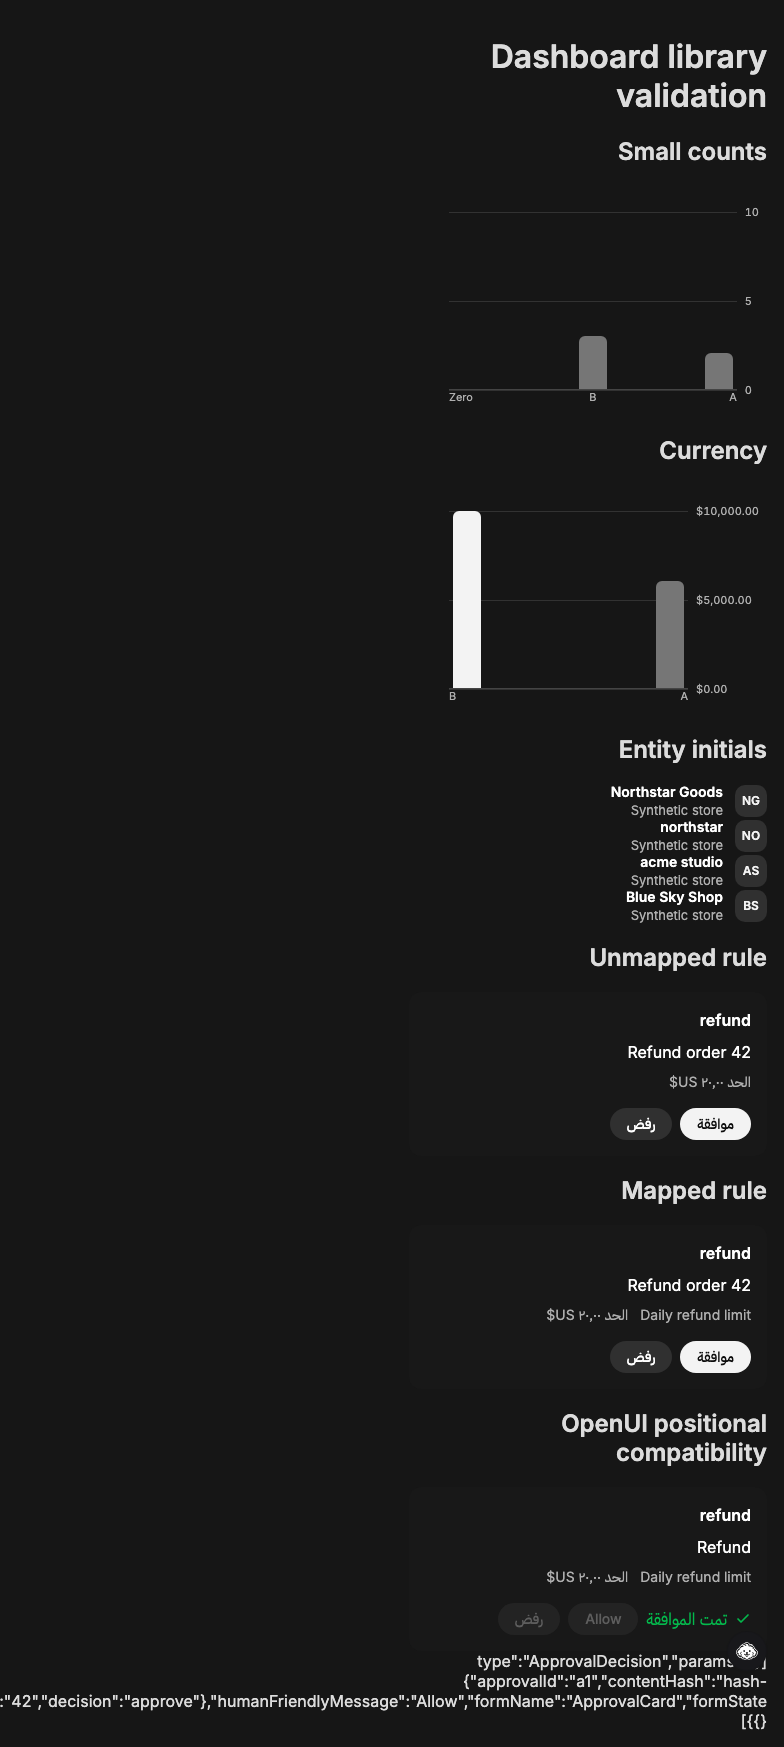 Dashboard library
validation
Small counts
10
5
0
Zero B A
Currency
$10,000.00
$5,000.00
$0.00
B A
Entity initials
Northstar Goods
NG
Synthetic store
northstar
NO
Synthetic store
acme studio
AS
Synthetic store
Blue Sky Shop
BS
Synthetic store
Unmapped rule
refund
Refund order 42
الحد ٢٠,٠٠ US$
موافقة رفض
Mapped rule
refund
Refund order 42
Daily refund limit الحد ٢٠,٠٠ US$
موافقة رفض
OpenUI positional
compatibility
refund
Refund
Daily refund limit الحد ٢٠,٠٠ US$
✓ تمت الموافقة Allow رفض
type":"ApprovalDecision","params
{"approvalId":"a1","contentHash":"hash-
:"42","decision":"approve"},"humanFriendlyMessage":"Allow","formName":"ApprovalCard","formState
[{{}